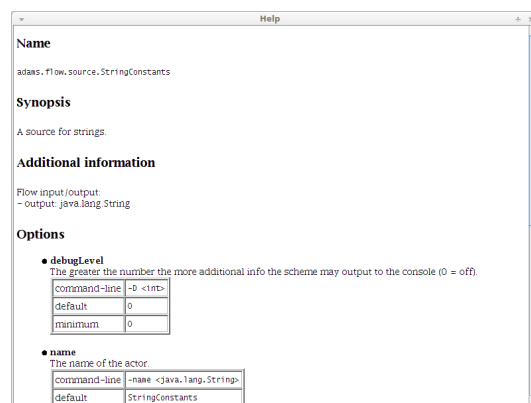 Help
Name
adams.flow.source.StringConstants
Synopsis
A source for strings.
Additional information
Flow input/output:
- output: java.lang.String
Options
debugLevel
The greater the number the more additional info the scheme may output to the console (0 = off).
command-line -D <int>
default 0
minimum 0
name
The name of the actor.
command-line -name <java.lang.String>
default StringConstants